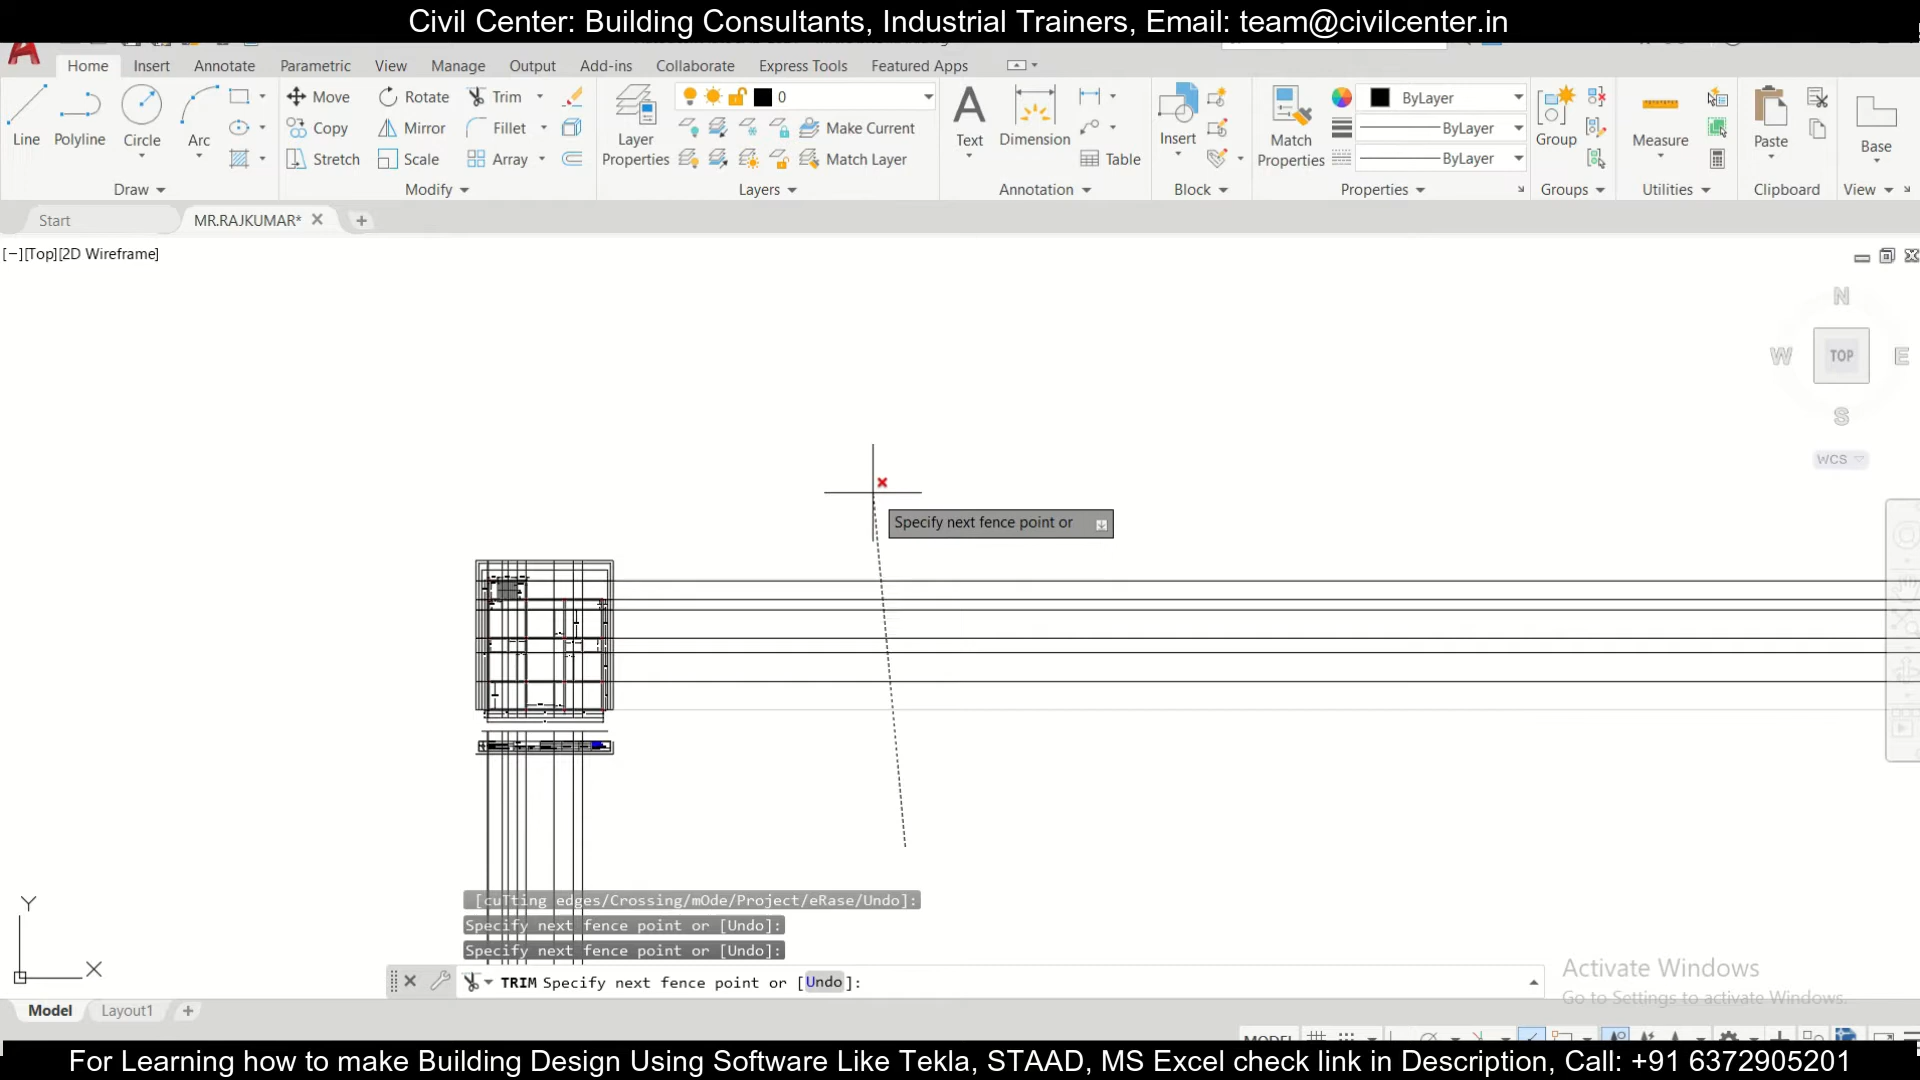 Civil Center: Building Consultants, Industrial Trainers, Email: team@civilcenter.in
Home Insert Annotate Parametric View Manage Output Add-ins Collaborate Express Tools Featured Apps
Line Polyline Circle Arc
Draw
Move Rotate Trim
Copy Mirror Fillet
Stretch Scale Array
Modify
Layer Properties
0
Make Current
Match Layer
Layers
Text Dimension
Table
Annotation
Insert
Block
Match Properties
ByLayer
ByLayer
ByLayer
Properties
Group
Groups
Measure
Utilities
Paste
Clipboard
Base
View
Start MR.RAJKUMAR*
[−][Top][2D Wireframe]
N
W TOP E
S
WCS
Specify next fence point or
[cuTting edges/Crossing/mOde/Project/eRase/Undo]:
Specify next fence point or [Undo]:
Specify next fence point or [Undo]:
TRIM Specify next fence point or [Undo]:
Y
X
Activate Windows
Go to Settings to activate Windows.
Model Layout1
MODEL
For Learning how to make Building Design Using Software Like Tekla, STAAD, MS Excel check link in Description, Call: +91 6372905201